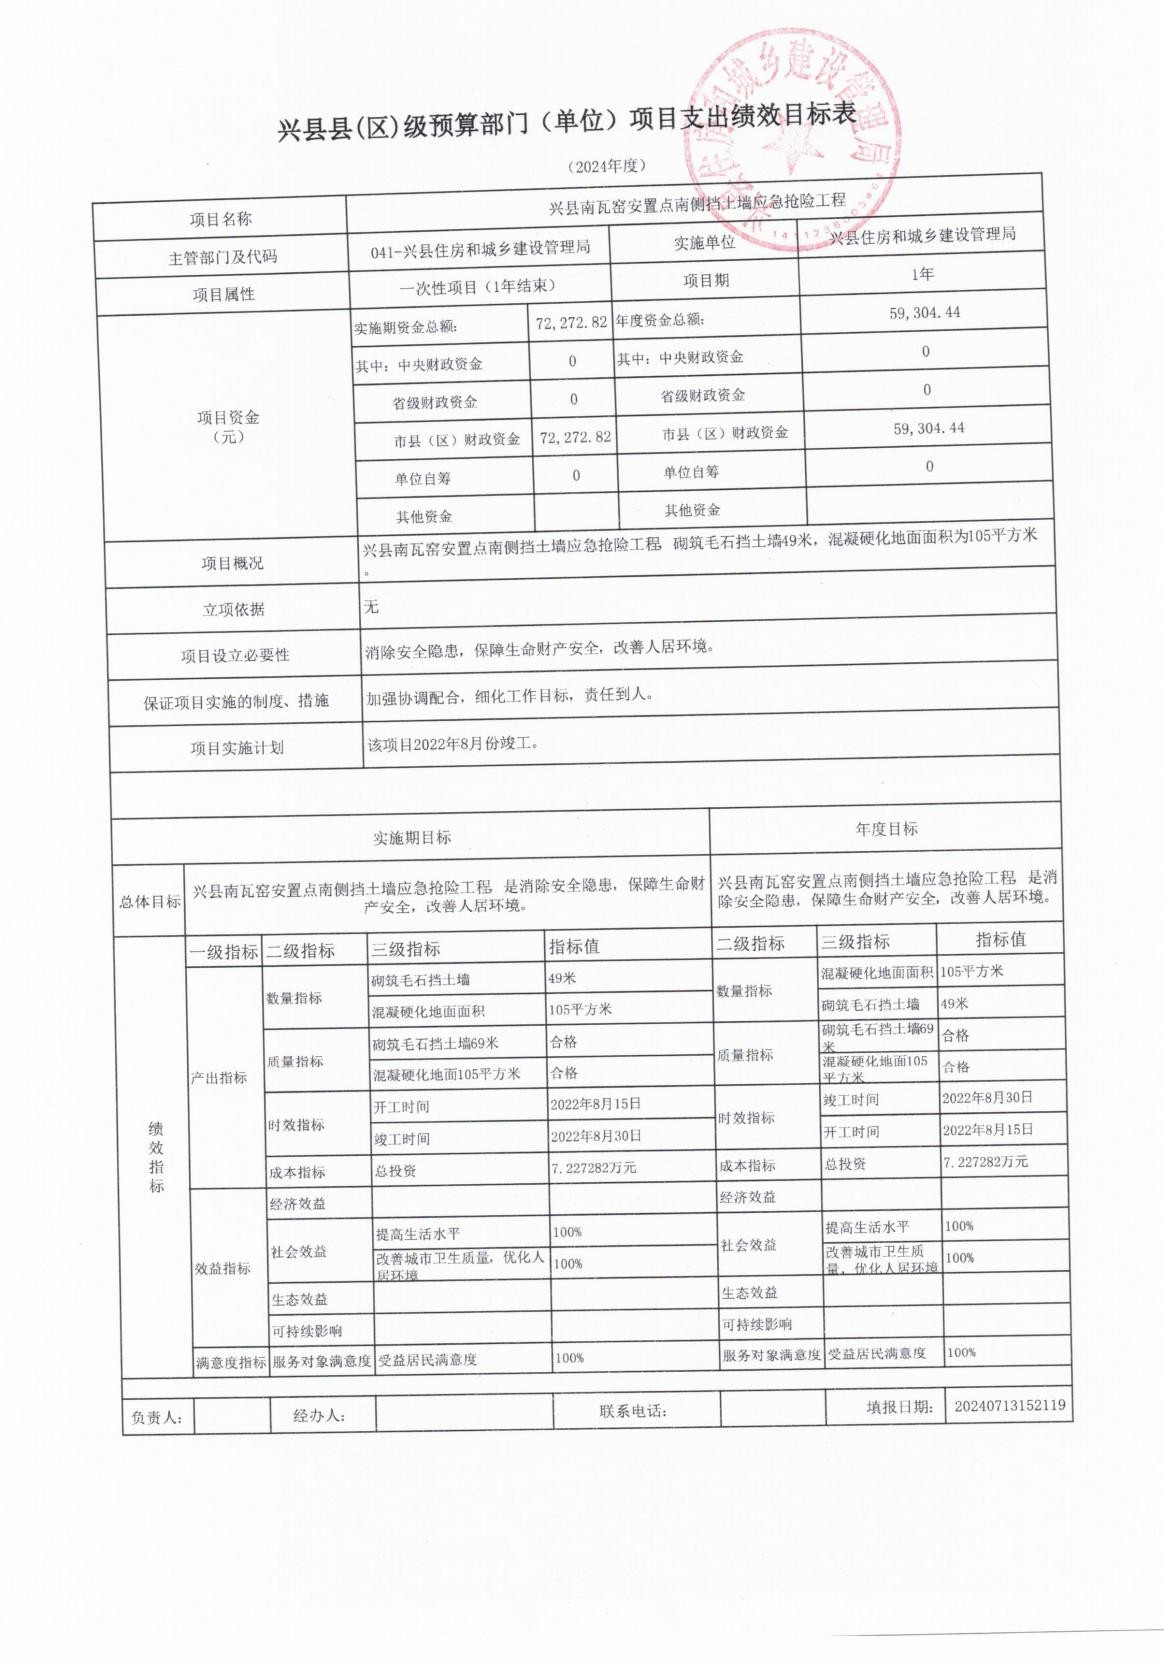 兴县县(区)级预算部门（单位）项目支出绩效目标表
（2024年度）
项目名称 兴县南瓦窑安置点南侧挡土墙应急抢险工程
主管部门及代码 041-兴县住房和城乡建设管理局 实施单位 兴县住房和城乡建设管理局
项目属性 一次性项目（1年结束） 项目期 1年
项目资金
（元）
实施期资金总额： 72,272.82 年度资金总额： 59,304.44
其中：中央财政资金 0 其中：中央财政资金 0
省级财政资金 0 省级财政资金 0
市县（区）财政资金 72,272.82 市县（区）财政资金 59,304.44
单位自筹 0 单位自筹 0
其他资金 其他资金
项目概况 兴县南瓦窑安置点南侧挡土墙应急抢险工程，砌筑毛石挡土墙49米，混凝硬化地面面积为105平方米
。
立项依据 无
项目设立必要性 消除安全隐患，保障生命财产安全，改善人居环境。
保证项目实施的制度、措施 加强协调配合，细化工作目标，责任到人。
项目实施计划 该项目2022年8月份竣工。
实施期目标 年度目标
总体目标 兴县南瓦窑安置点南侧挡土墙应急抢险工程，是消除安全隐患，保障生命财
产安全，改善人居环境。
兴县南瓦窑安置点南侧挡土墙应急抢险工程，是消
除安全隐患，保障生命财产安全，改善人居环境。
绩效指标
一级指标 二级指标 三级指标 指标值 二级指标 三级指标 指标值
产出指标
数量指标 砌筑毛石挡土墙 49米 数量指标 混凝硬化地面面积 105平方米
混凝硬化地面面积 105平方米 砌筑毛石挡土墙 49米
质量指标 砌筑毛石挡土墙69米 合格 质量指标 砌筑毛石挡土墙69
米 合格
混凝硬化地面105平方米 合格 混凝硬化地面105
平方米 合格
时效指标 开工时间 2022年8月15日 时效指标 竣工时间 2022年8月30日
竣工时间 2022年8月30日 开工时间 2022年8月15日
成本指标 总投资 7.227282万元 成本指标 总投资 7.227282万元
效益指标
经济效益 经济效益
社会效益 提高生活水平 100% 社会效益 提高生活水平 100%
改善城市卫生质量，优化人
居环境 100% 改善城市卫生质
量，优化人居环境 100%
生态效益 生态效益
可持续影响 可持续影响
满意度指标 服务对象满意度 受益居民满意度 100% 服务对象满意度 受益居民满意度 100%
负责人： 经办人： 联系电话： 填报日期： 20240713152119